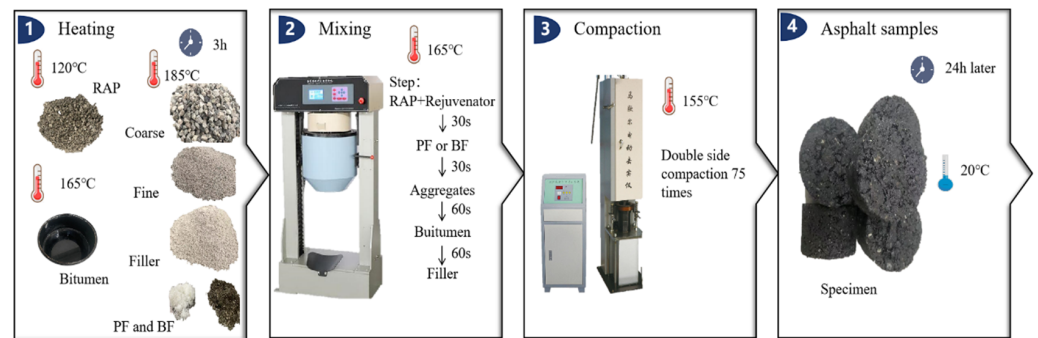 1 Heating
3h
120℃
185℃
RAP
Coarse
165℃
Fine
Filler
Bitumen
PF and BF
2 Mixing
165℃
Step：
RAP+Rejuvenator
30s
PF or BF
30s
Aggregates
60s
Buitumen
60s
Filler
3 Compaction
155℃
Double side
compaction 75
times
4 Asphalt samples
24h later
20°C
Specimen